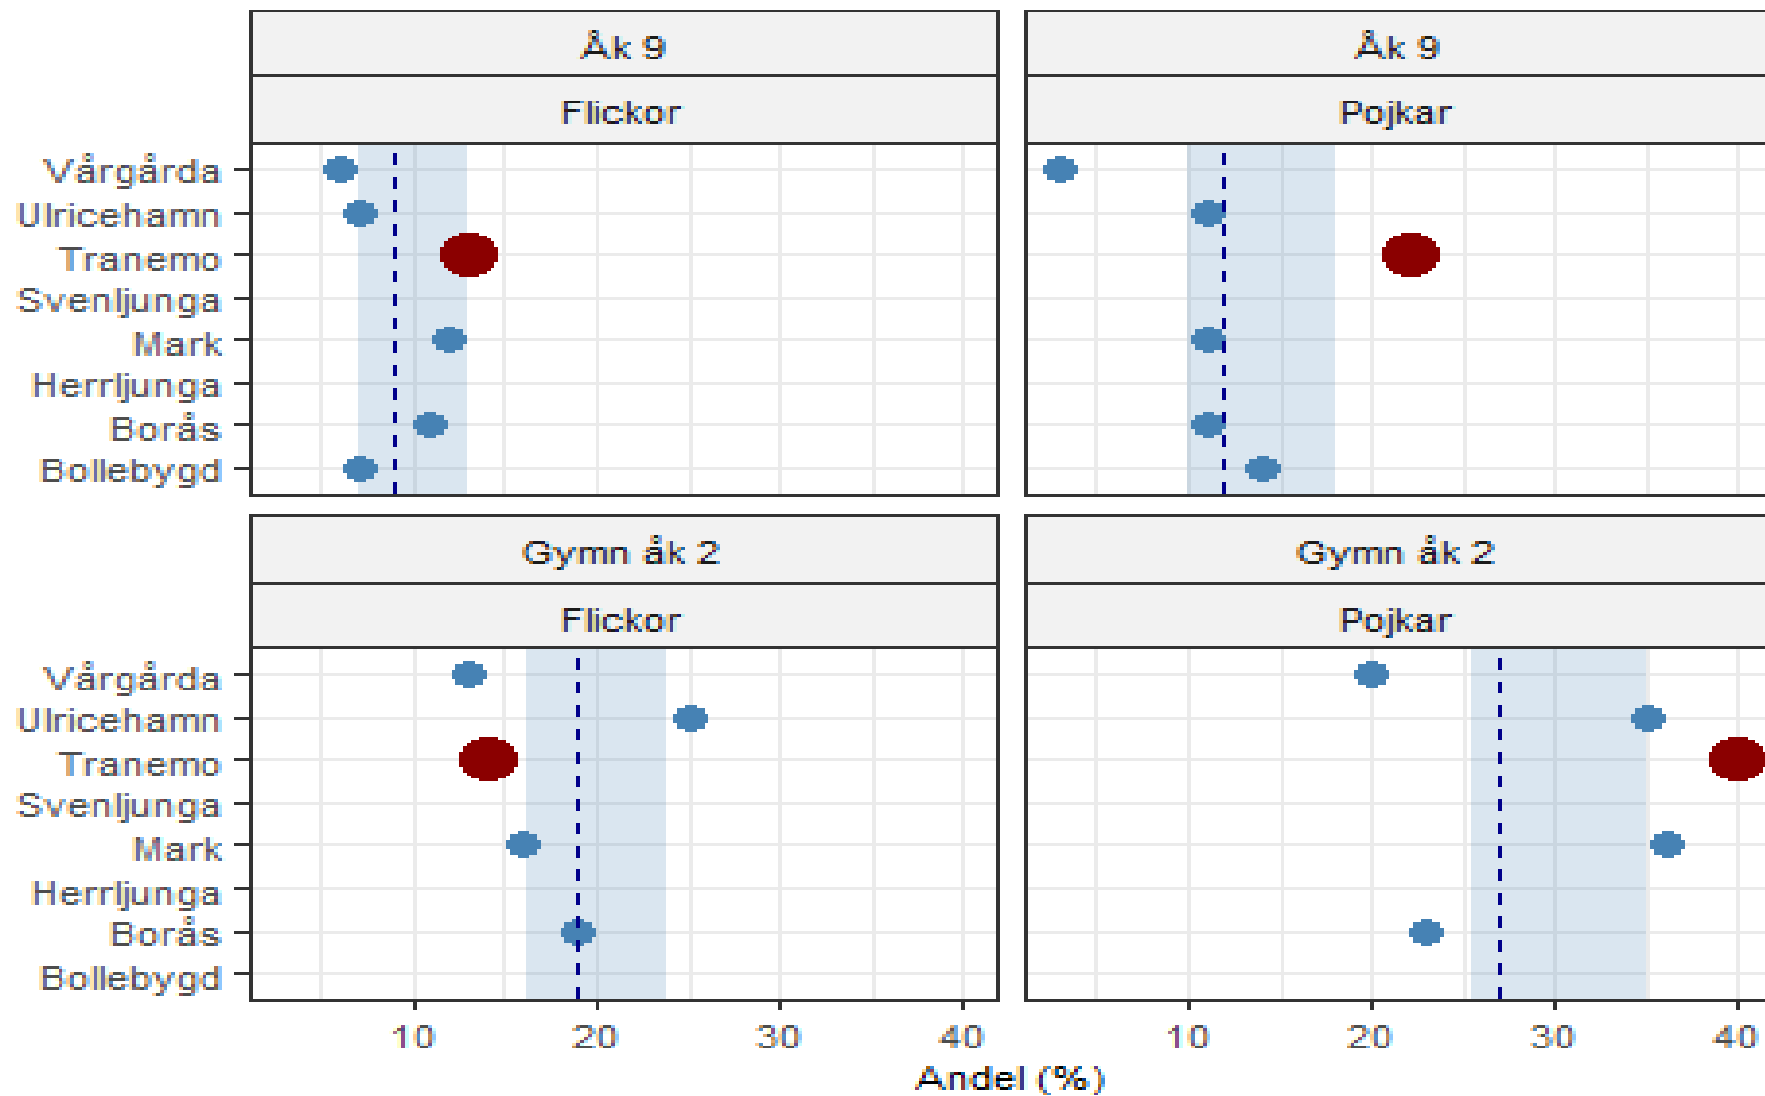 Åk 9
Åk 9
Flickor
Pojkar
Vårgårda
Ulricehamn
Tranemo
Svenljunga
Mark
Herrljunga
Borås
Bollebygd
Gymn åk 2
Gymn åk 2
Flickor
Pojkar
Vårgårda
Ulricehamn
Tranemo
Svenljunga
Mark
Herrljunga
Borås
Bollebygd
10 20 30 40 10 20 30 40
Andel (%)